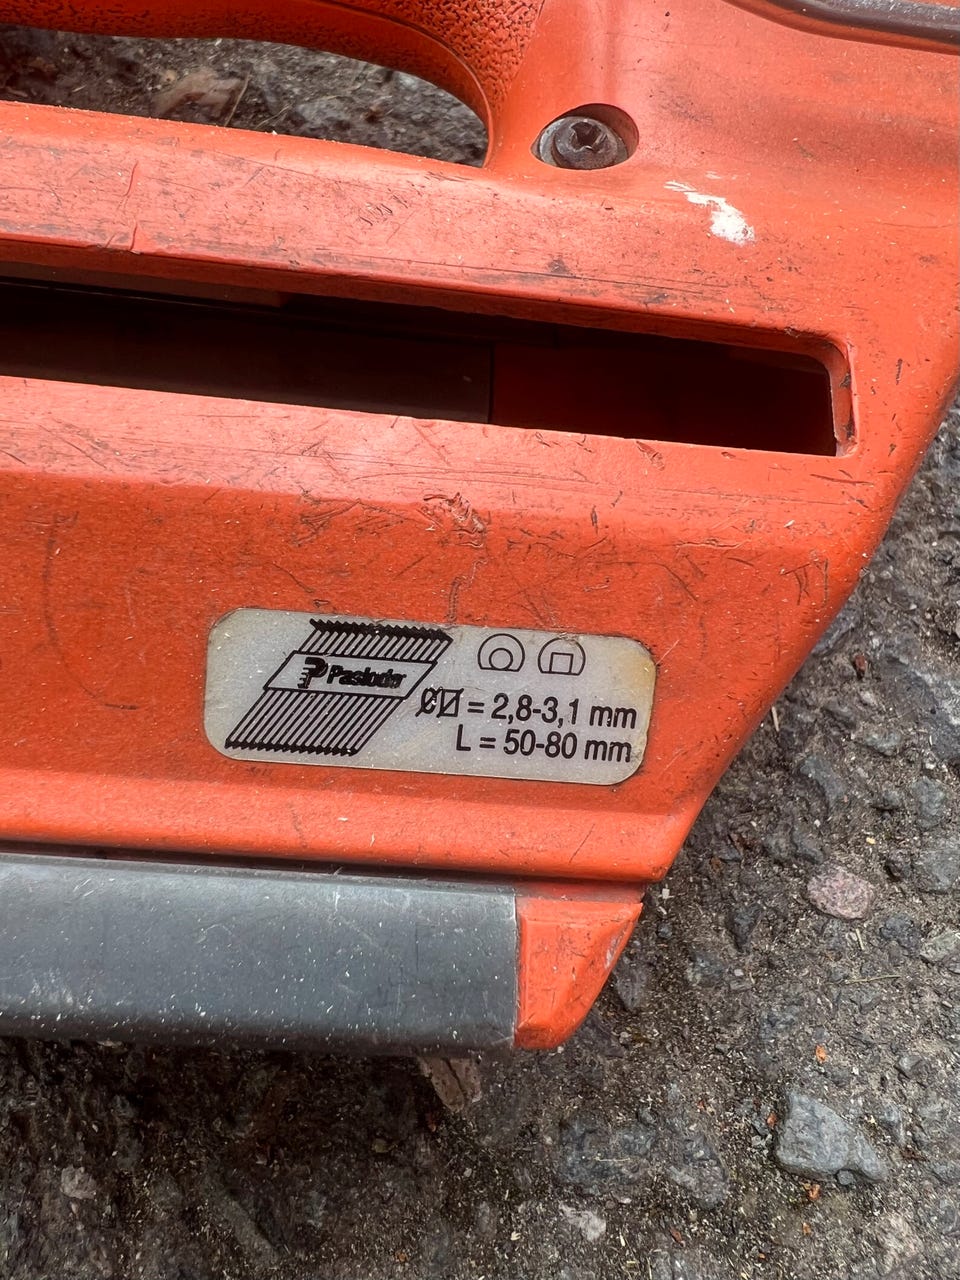 Paslode
⌀□ = 2,8-3,1 mm
L = 50-80 mm